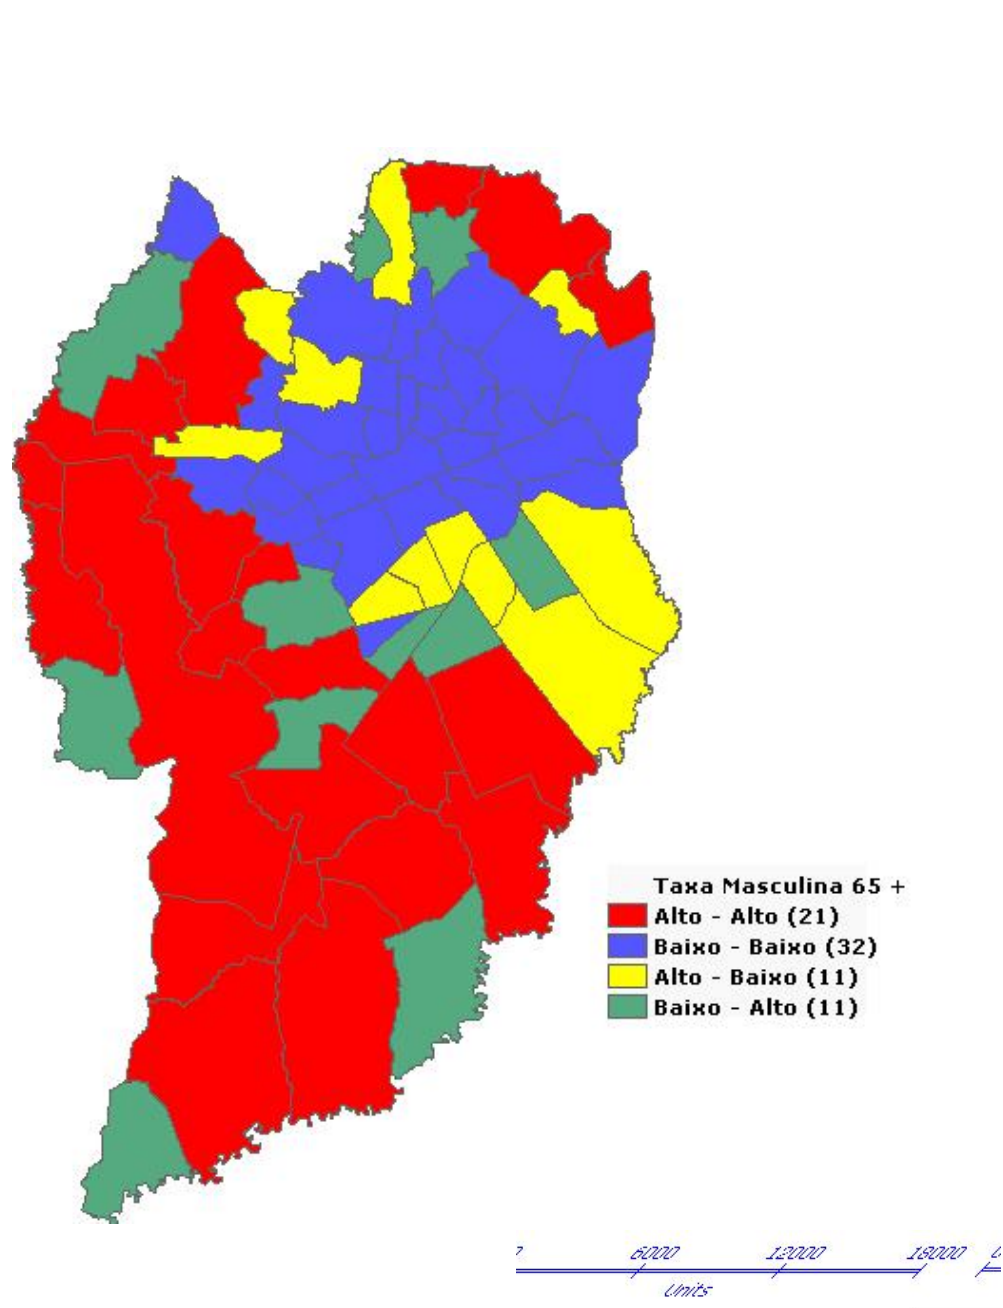 Taxa Masculina 65 +
Alto - Alto (21)
Baixo - Baixo (32)
Alto - Baixo (11)
Baixo - Alto (11)
6000 12000 18000
Units